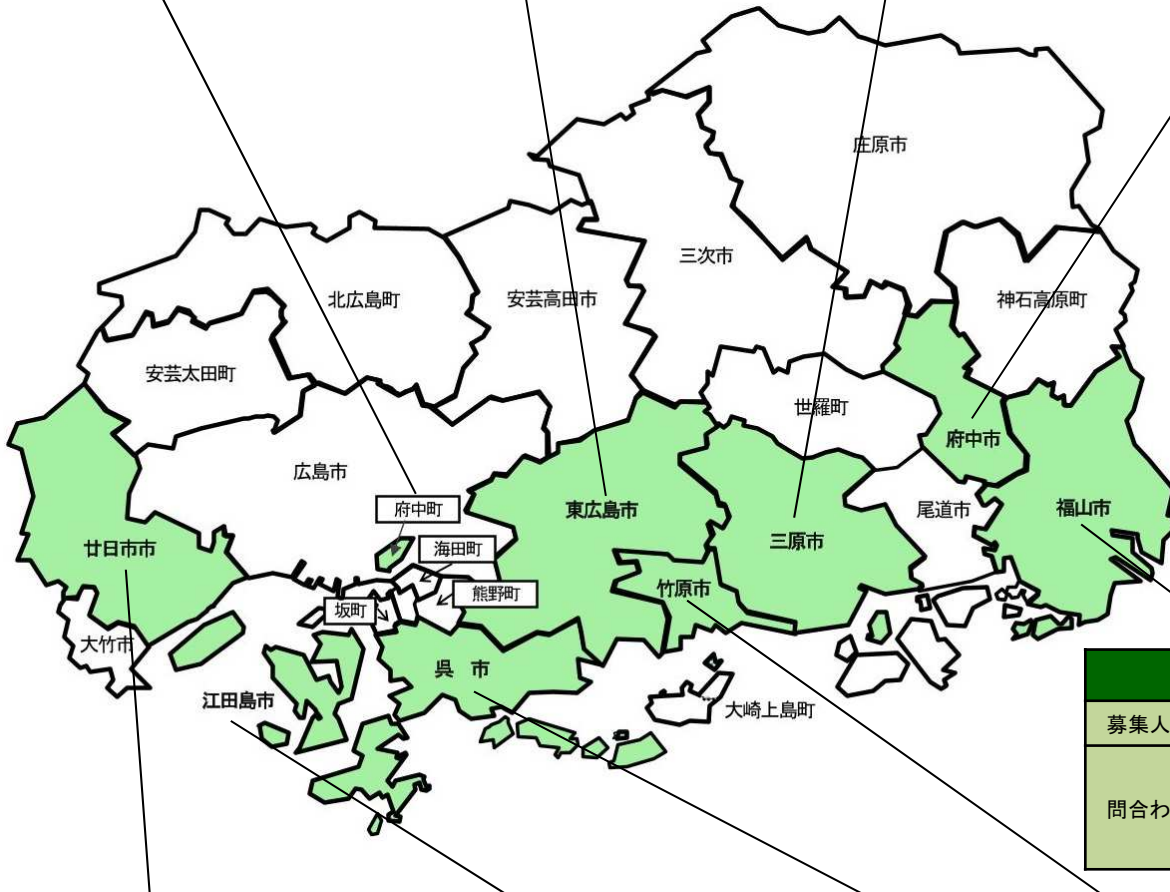 庄原市
三次市
北広島町
安芸高田市
神石高原町
安芸太田町
世羅町
府中市
広島市
府中町
東広島市
尾道市
福山市
三原市
廿日市市
海田町
竹原市
熊野町
坂町
大竹市
呉 市
江田島市
大崎上島町
募集人
問合わ